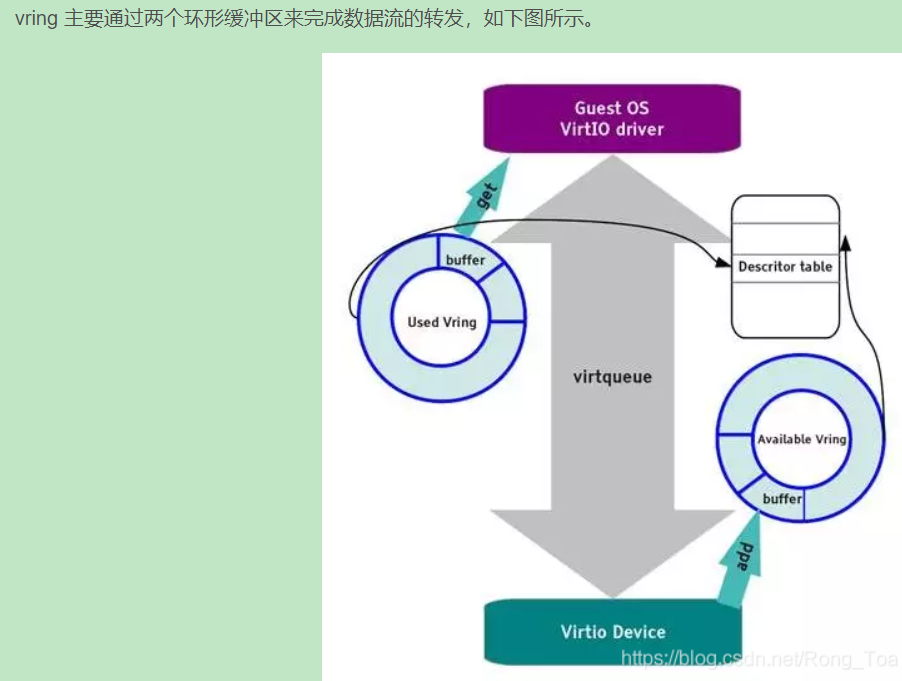 vring 主要通过两个环形缓冲区来完成数据流的转发，如下图所示。
Guest OS
VirtIO driver
get
buffer
Used Vring
Descritor table
virtqueue
Available Vring
buffer
add
Virtio Device
https://blog.csdn.net/Rong_Toa